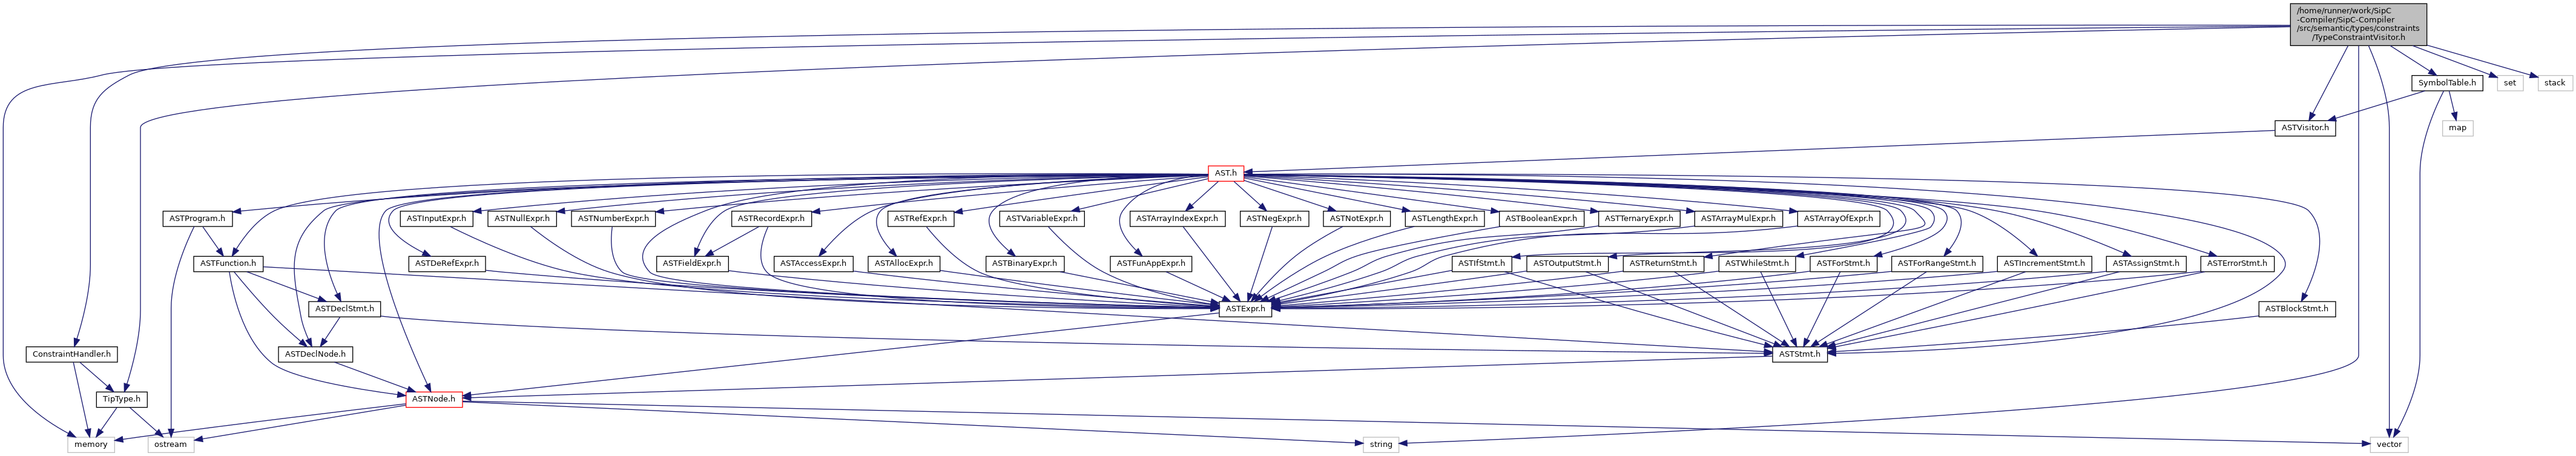 /home/runner/work/SipC
-Compiler/SipC-Compiler
/src/semantic/types/constraints
/TypeConstraintVisitor.h
SymbolTable.h
set
stack
ASTVisitor.h
map
AST.h
ASTProgram.h
ASTInputExpr.h
ASTNullExpr.h
ASTNumberExpr.h
ASTRecordExpr.h
ASTRefExpr.h
ASTVariableExpr.h
ASTArrayIndexExpr.h
ASTNegExpr.h
ASTNotExpr.h
ASTLengthExpr.h
ASTBooleanExpr.h
ASTTernaryExpr.h
ASTArrayMulExpr.h
ASTArrayOfExpr.h
ASTFunction.h
ASTDeRefExpr.h
ASTFieldExpr.h
ASTAccessExpr.h
ASTAllocExpr.h
ASTBinaryExpr.h
ASTFunAppExpr.h
ASTIfStmt.h
ASTOutputStmt.h
ASTReturnStmt.h
ASTWhileStmt.h
ASTForStmt.h
ASTForRangeStmt.h
ASTIncrementStmt.h
ASTAssignStmt.h
ASTErrorStmt.h
ASTDeclStmt.h
ASTExpr.h
ASTBlockStmt.h
ConstraintHandler.h
ASTDeclNode.h
ASTStmt.h
TipType.h
ASTNode.h
memory
ostream
string
vector